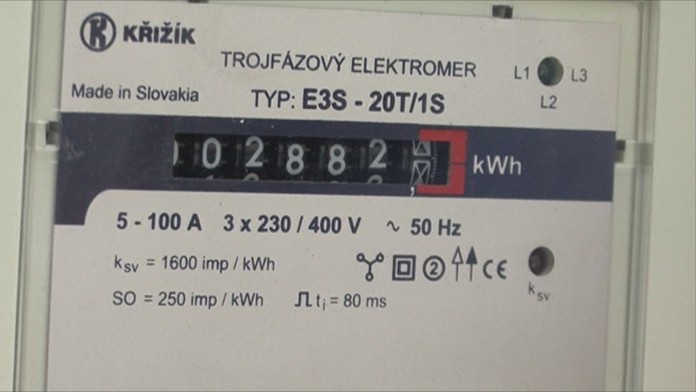 KŘIŽÍK
TROJFÁZOVÝ ELEKTROMER
L1 L3
L2
Made in Slovakia
TYP: E3S - 20T/1S
02882 kWh
5 - 100 A 3 x 230 / 400 V ~ 50 Hz
ksv = 1600 imp / kWh
2 CE
ksv
SO = 250 imp / kWh
ti = 80 ms